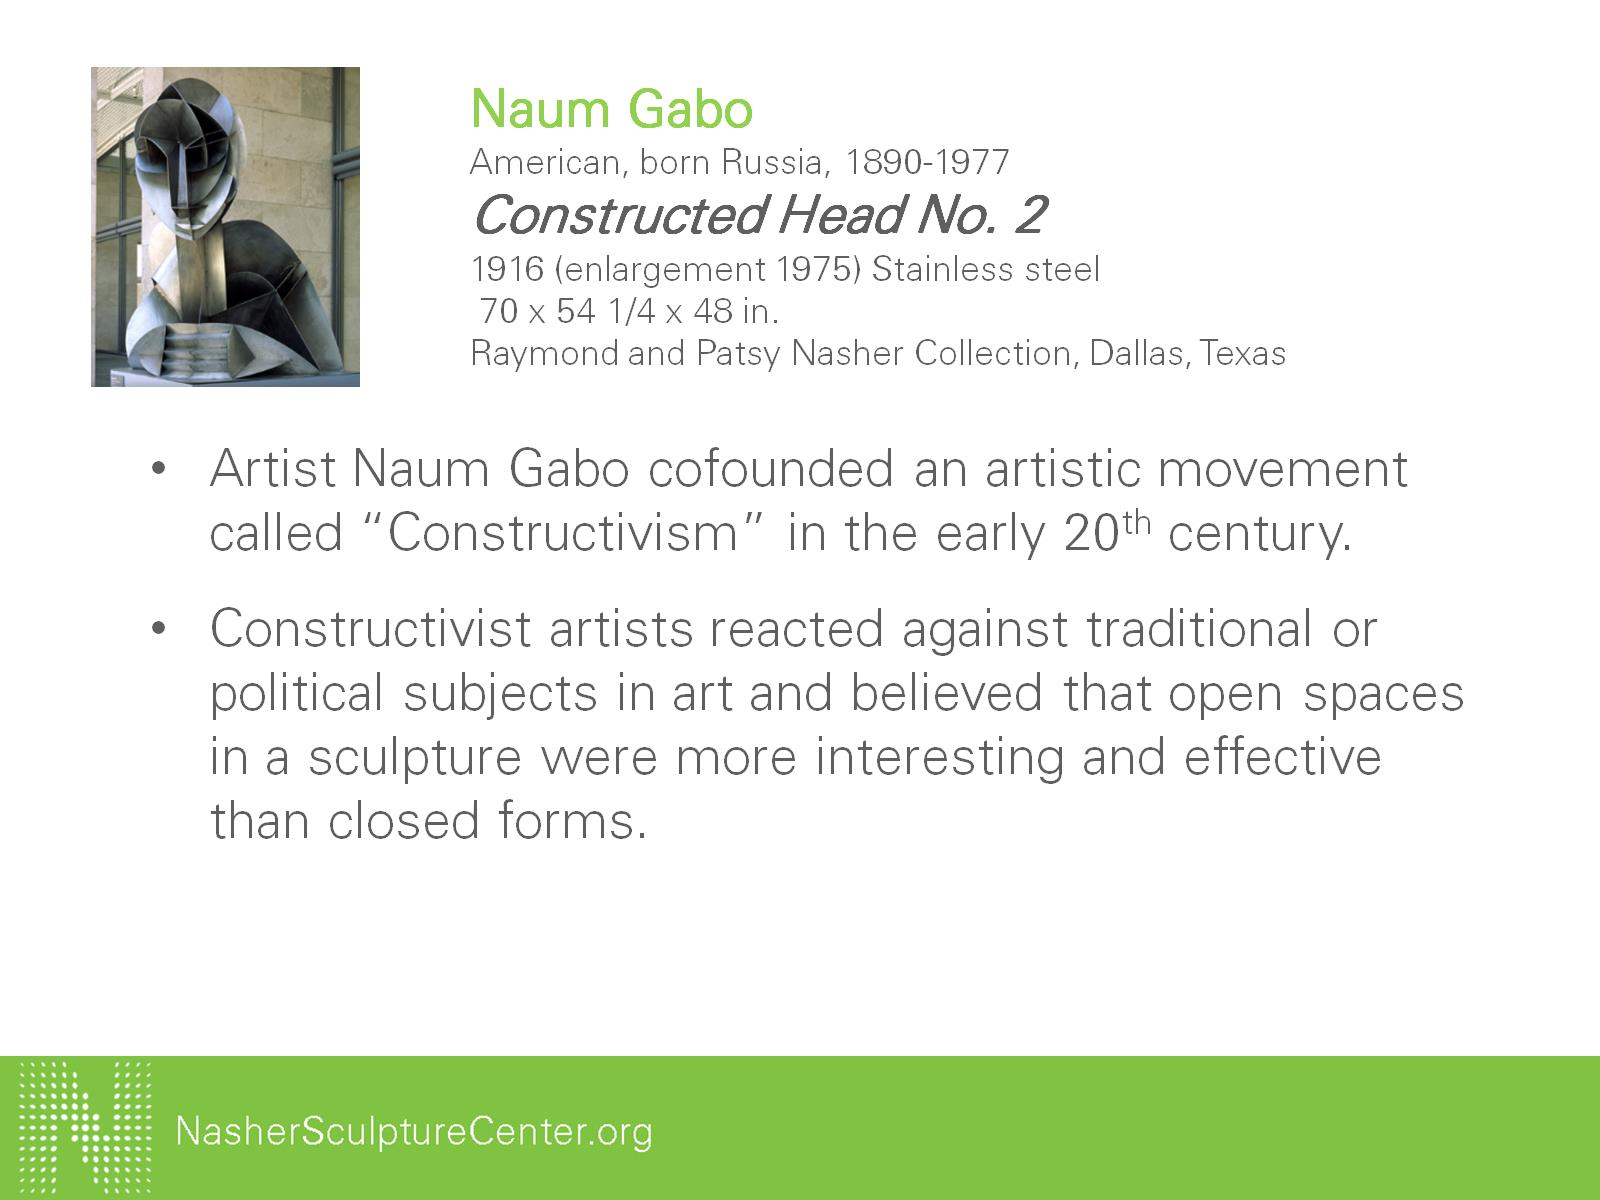 Naum Gabo
American, born Russia, 1890-1977
Constructed Head No. 2
1916 (enlargement 1975) Stainless steel
70 x 54 1/4 x 48 in.
Raymond and Patsy Nasher Collection, Dallas, Texas
• Artist Naum Gabo cofounded an artistic movement
called “Constructivism” in the early 20th century.
• Constructivist artists reacted against traditional or
political subjects in art and believed that open spaces
in a sculpture were more interesting and effective
than closed forms.
N
NasherSculptureCenter.org